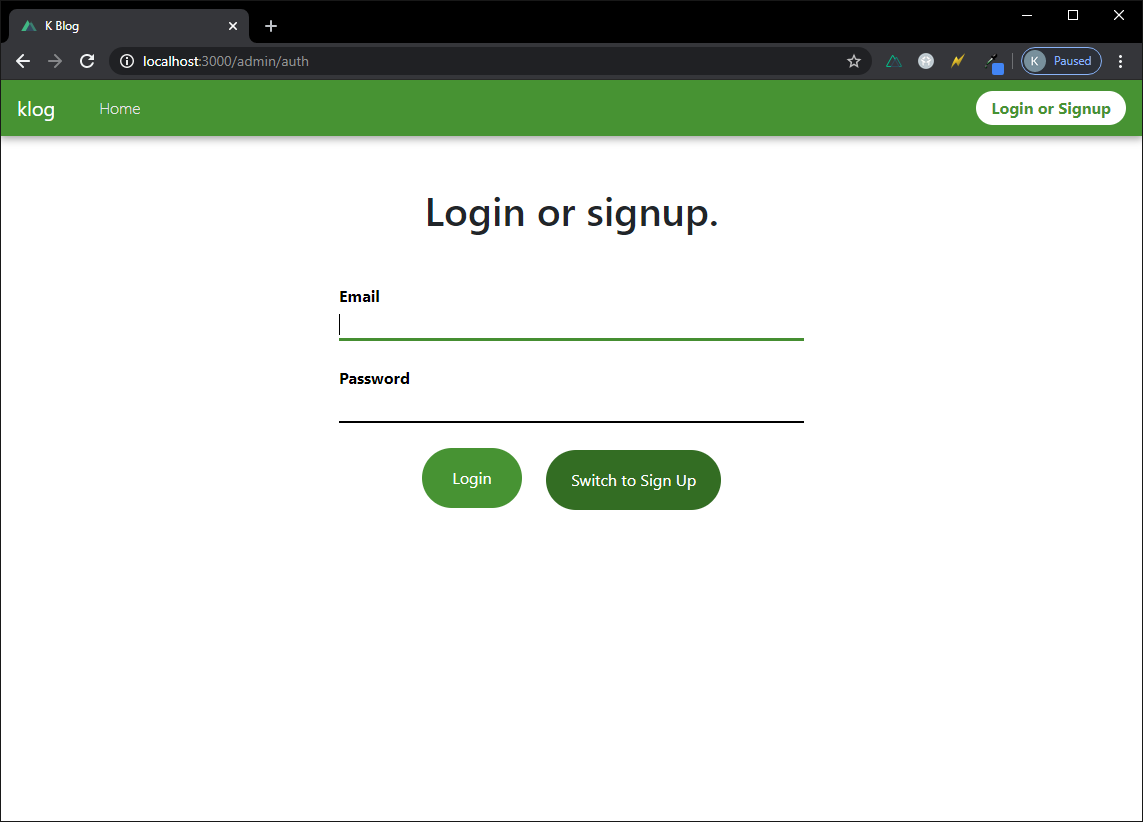 K Blog
localhost:3000/admin/auth
K Paused
klog Home Login or Signup
Login or signup.
Email
Password
Login Switch to Sign Up